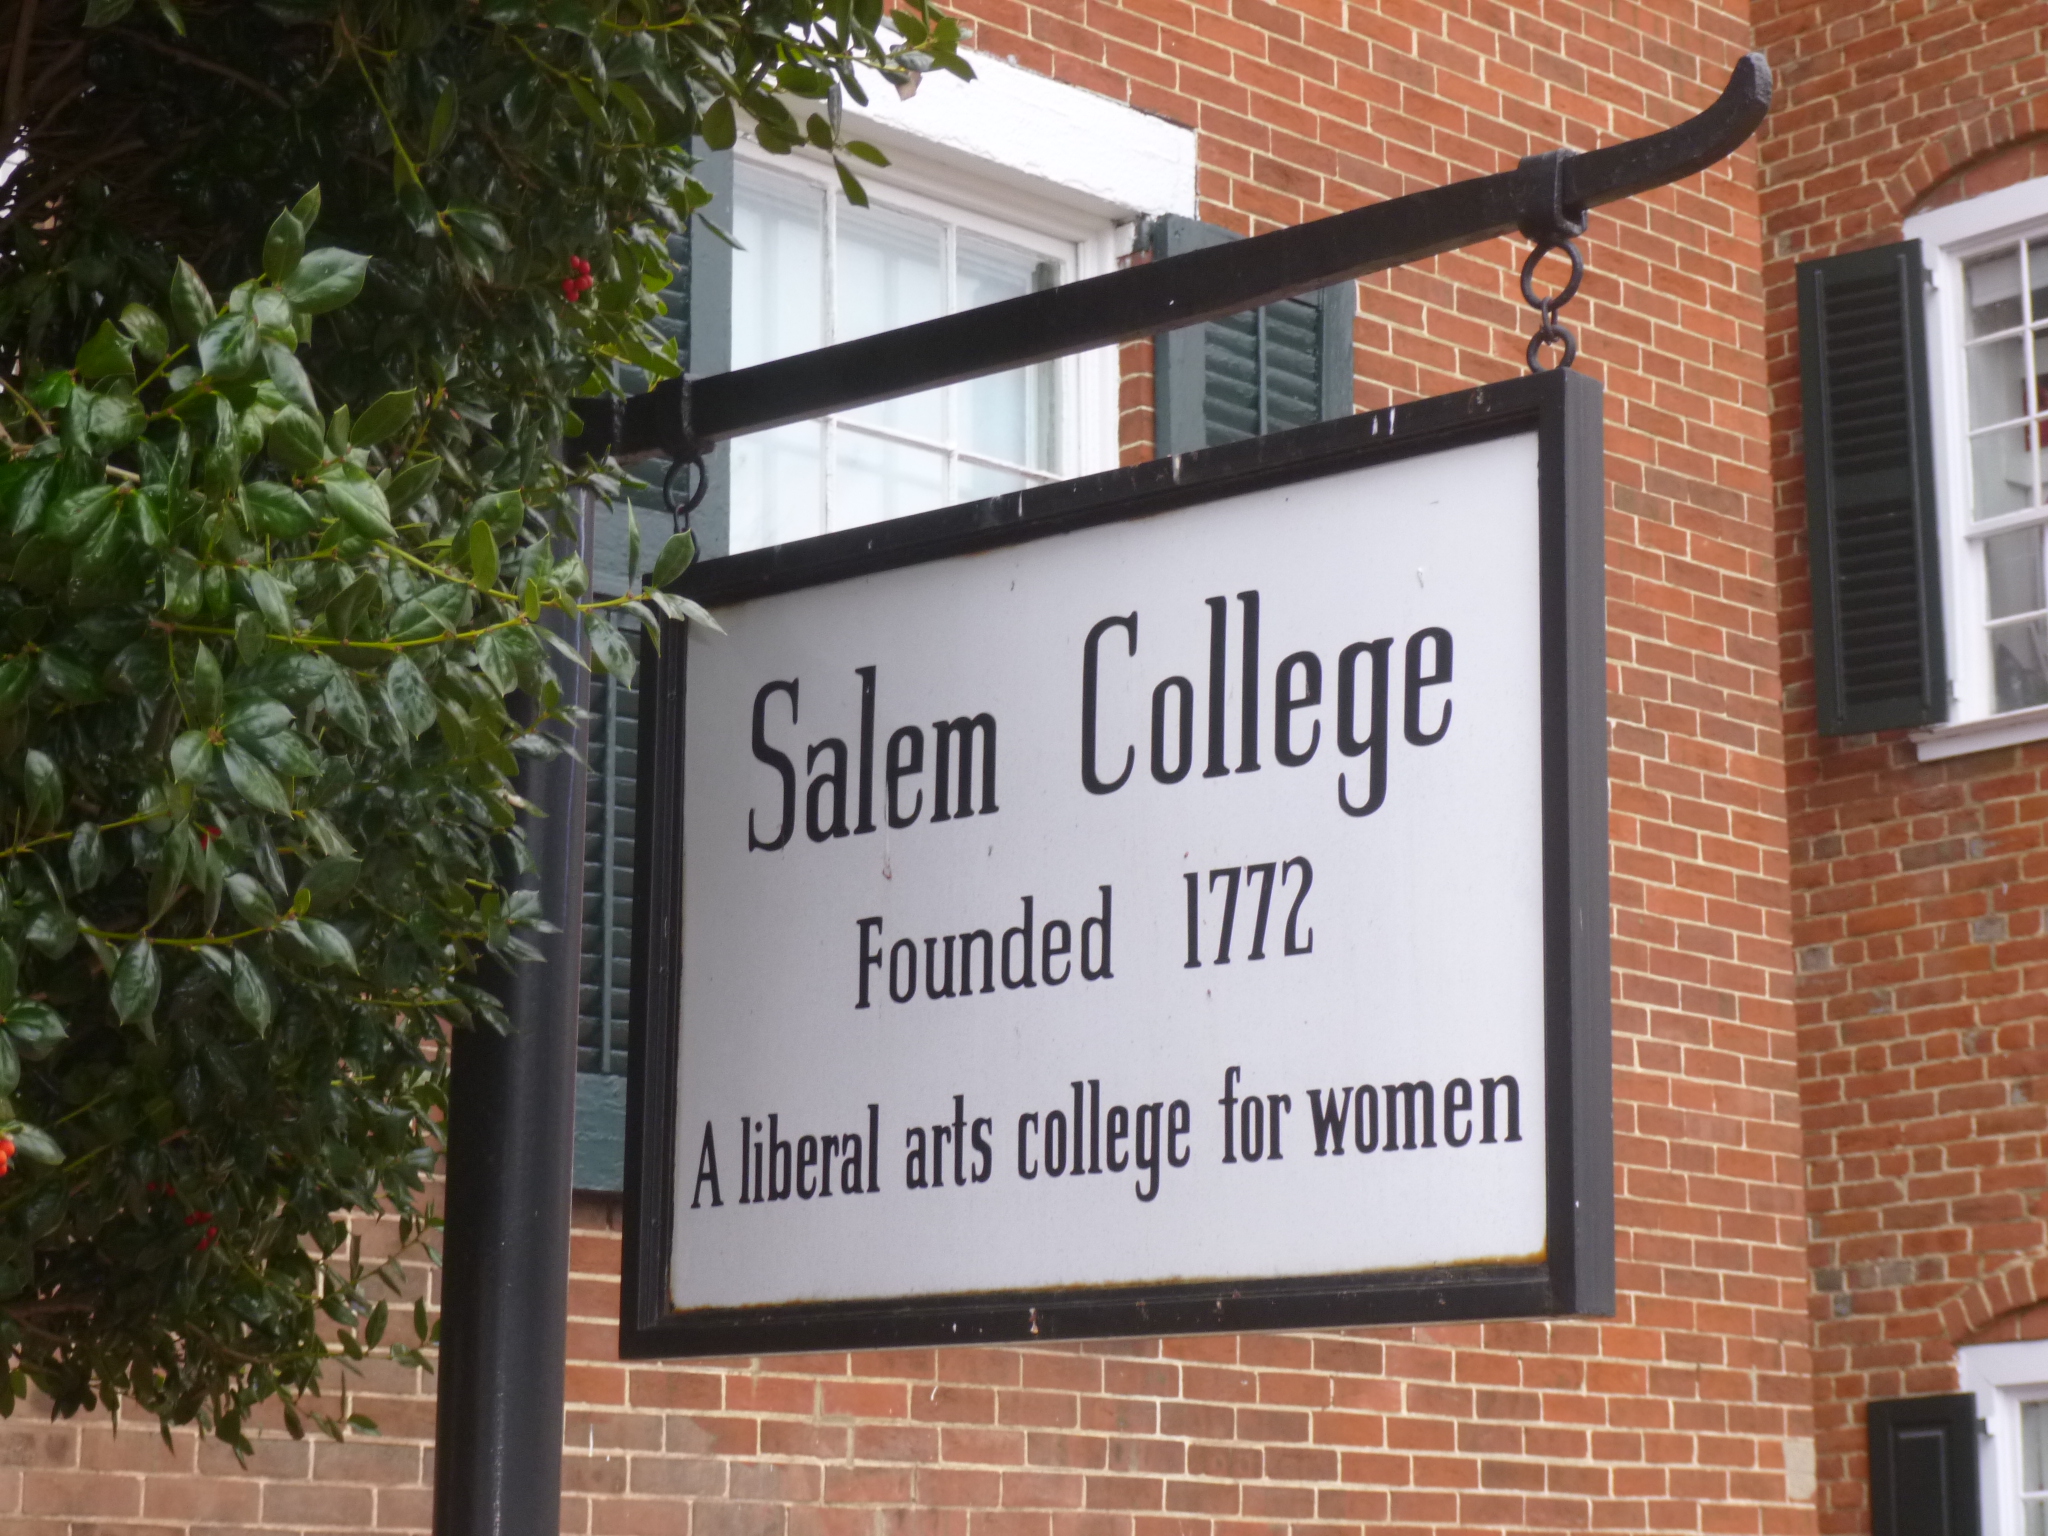 Salem College
Founded 1772
A liberal arts college for women